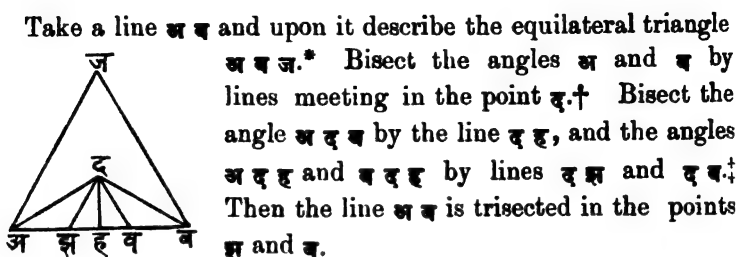 Take a line अ ब and upon it describe the equilateral triangle
अ ब ज.* Bisect the angles अ and ब by
lines meeting in the point द.† Bisect the
angle अ द ब by the line द ह, and the angles
अ द ह and ब द ह by lines द झ and द व.‡
Then the line अ ब is trisected in the points
झ and व.
ज
द
अ झ ह व ब